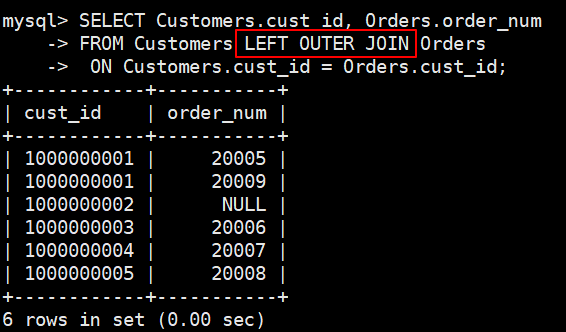 mysql> SELECT Customers.cust_id, Orders.order_num
    -> FROM Customers LEFT OUTER JOIN Orders
    ->  ON Customers.cust_id = Orders.cust_id;
+------------+-----------+
| cust_id    | order_num |
+------------+-----------+
| 1000000001 |     20005 |
| 1000000001 |     20009 |
| 1000000002 |      NULL |
| 1000000003 |     20006 |
| 1000000004 |     20007 |
| 1000000005 |     20008 |
+------------+-----------+
6 rows in set (0.00 sec)